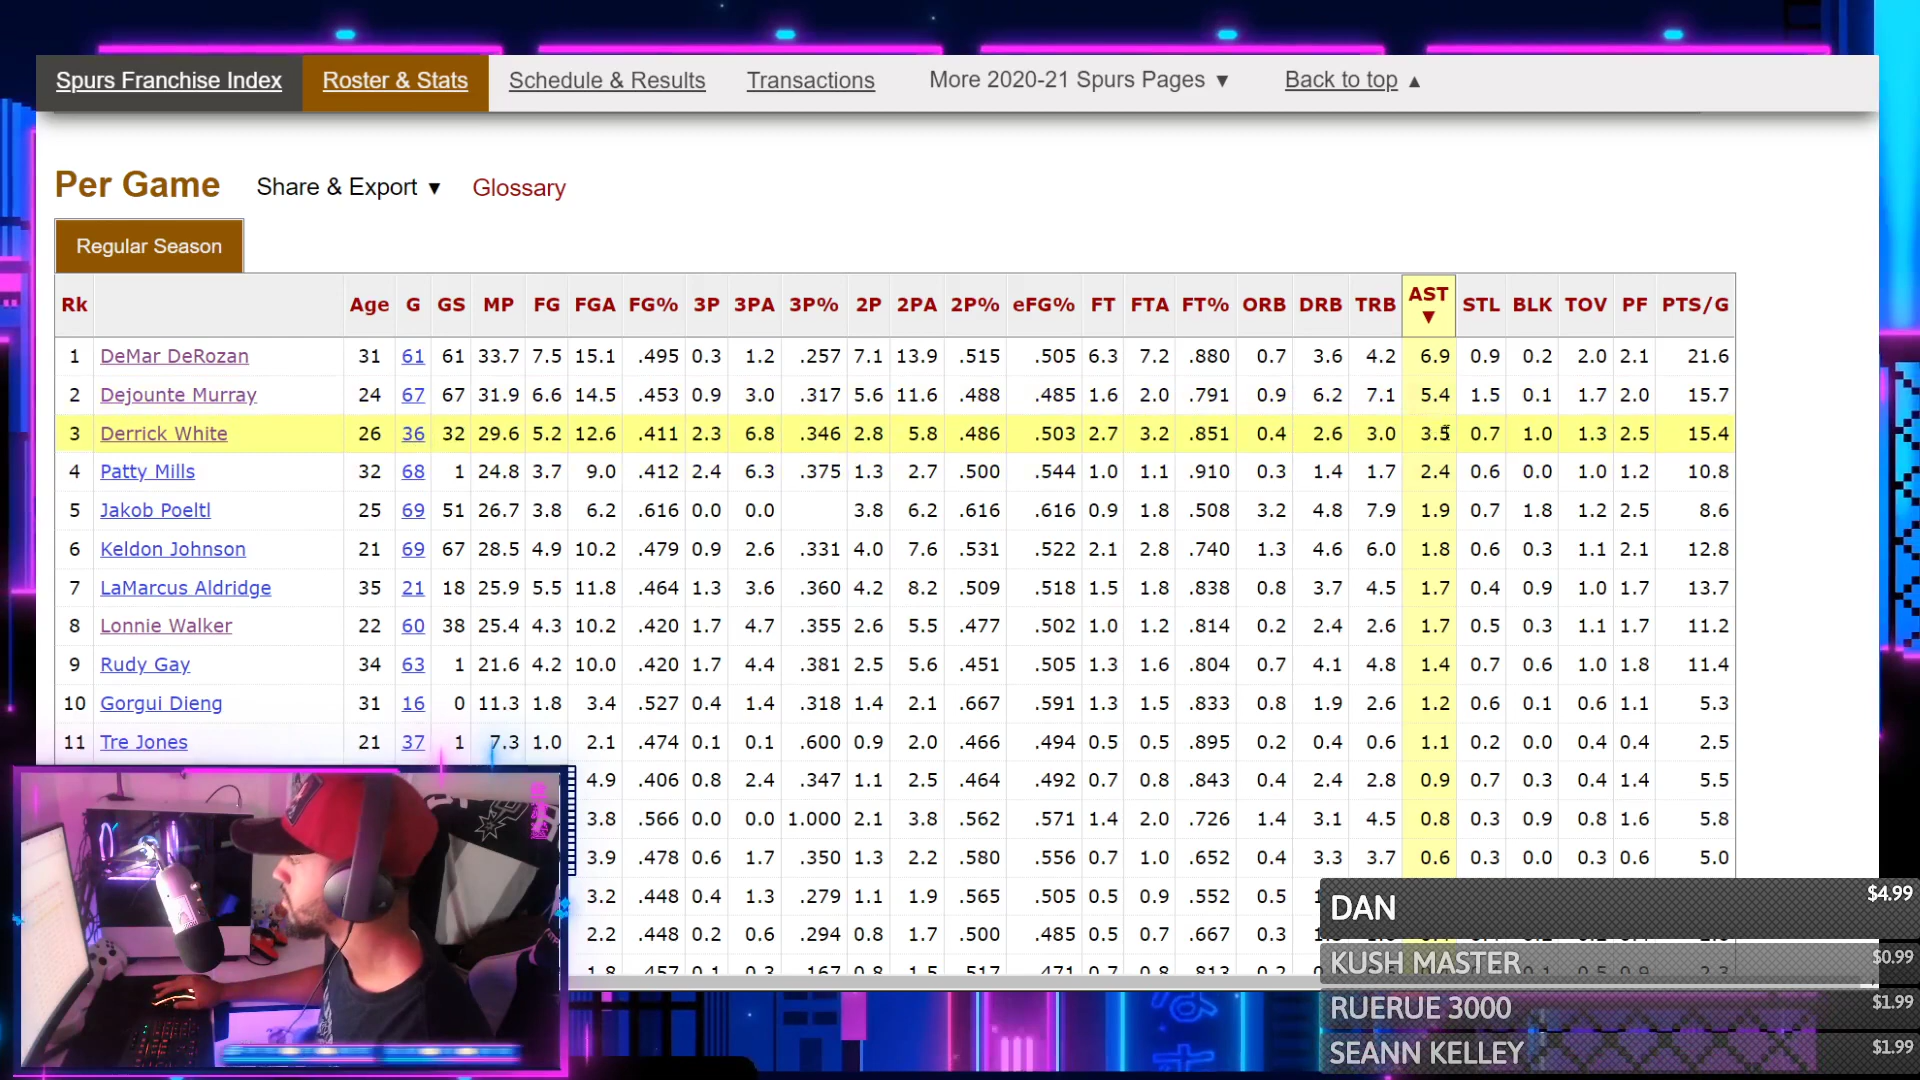 Spurs Franchise Index Roster & Stats Schedule & Results Transactions More 2020-21 Spurs Pages ▼ Back to top ▲
Per Game Share & Export ▼ Glossary
Regular Season
Rk Age G GS MP FG FGA FG% 3P 3PA 3P% 2P 2PA 2P% eFG% FT FTA FT% ORB DRB TRB AST ▼ STL BLK TOV PF PTS/G
1 DeMar DeRozan 31 61 61 33.7 7.5 15.1 .495 0.3 1.2 .257 7.1 13.9 .515 .505 6.3 7.2 .880 0.7 3.6 4.2 6.9 0.9 0.2 2.0 2.1 21.6
2 Dejounte Murray 24 67 67 31.9 6.6 14.5 .453 0.9 3.0 .317 5.6 11.6 .488 .485 1.6 2.0 .791 0.9 6.2 7.1 5.4 1.5 0.1 1.7 2.0 15.7
3 Derrick White 26 36 32 29.6 5.2 12.6 .411 2.3 6.8 .346 2.8 5.8 .486 .503 2.7 3.2 .851 0.4 2.6 3.0 3.5 0.7 1.0 1.3 2.5 15.4
4 Patty Mills 32 68 1 24.8 3.7 9.0 .412 2.4 6.3 .375 1.3 2.7 .500 .544 1.0 1.1 .910 0.3 1.4 1.7 2.4 0.6 0.0 1.0 1.2 10.8
5 Jakob Poeltl 25 69 51 26.7 3.8 6.2 .616 0.0 0.0 3.8 6.2 .616 .616 0.9 1.8 .508 3.2 4.8 7.9 1.9 0.7 1.8 1.2 2.5 8.6
6 Keldon Johnson 21 69 67 28.5 4.9 10.2 .479 0.9 2.6 .331 4.0 7.6 .531 .522 2.1 2.8 .740 1.3 4.6 6.0 1.8 0.6 0.3 1.1 2.1 12.8
7 LaMarcus Aldridge 35 21 18 25.9 5.5 11.8 .464 1.3 3.6 .360 4.2 8.2 .509 .518 1.5 1.8 .838 0.8 3.7 4.5 1.7 0.4 0.9 1.0 1.7 13.7
8 Lonnie Walker 22 60 38 25.4 4.3 10.2 .420 1.7 4.7 .355 2.6 5.5 .477 .502 1.0 1.2 .814 0.2 2.4 2.6 1.7 0.5 0.3 1.1 1.7 11.2
9 Rudy Gay 34 63 1 21.6 4.2 10.0 .420 1.7 4.4 .381 2.5 5.6 .451 .505 1.3 1.6 .804 0.7 4.1 4.8 1.4 0.7 0.6 1.0 1.8 11.4
10 Gorgui Dieng 31 16 0 11.3 1.8 3.4 .527 0.4 1.4 .318 1.4 2.1 .667 .591 1.3 1.5 .833 0.8 1.9 2.6 1.2 0.6 0.1 0.6 1.1 5.3
11 Tre Jones 21 37 1 7.3 1.0 2.1 .474 0.1 0.1 .600 0.9 2.0 .466 .494 0.5 0.5 .895 0.2 0.4 0.6 1.1 0.2 0.0 0.4 0.4 2.5
4.9 .406 0.8 2.4 .347 1.1 2.5 .464 .492 0.7 0.8 .843 0.4 2.4 2.8 0.9 0.7 0.3 0.4 1.4 5.5
3.8 .566 0.0 0.0 1.000 2.1 3.8 .562 .571 1.4 2.0 .726 1.4 3.1 4.5 0.8 0.3 0.9 0.8 1.6 5.8
3.9 .478 0.6 1.7 .350 1.3 2.2 .580 .556 0.7 1.0 .652 0.4 3.3 3.7 0.6 0.3 0.0 0.3 0.6 5.0
3.2 .448 0.4 1.3 .279 1.1 1.9 .565 .505 0.5 0.9 .552 0.5
2.2 .448 0.2 0.6 .294 0.8 1.7 .500 .485 0.5 0.7 .667 0.3
1.8 .457 0.1 0.3 .167 0.8 1.5 .517 .471 0.7 0.8 .813 0.2
DAN $4.99
KUSH MASTER $0.99
RUERUE 3000 $1.99
SEANN KELLEY $1.99